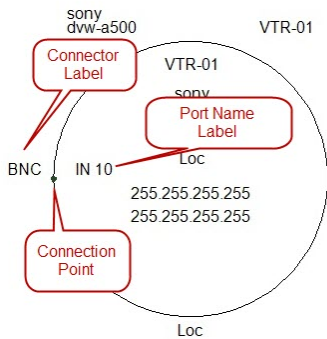 sony
dvw-a500
VTR-01
Connector
Label
VTR-01
sony
Port Name
Label
Loc
BNC
IN 10
255.255.255.255
255.255.255.255
Connection
Point
Loc